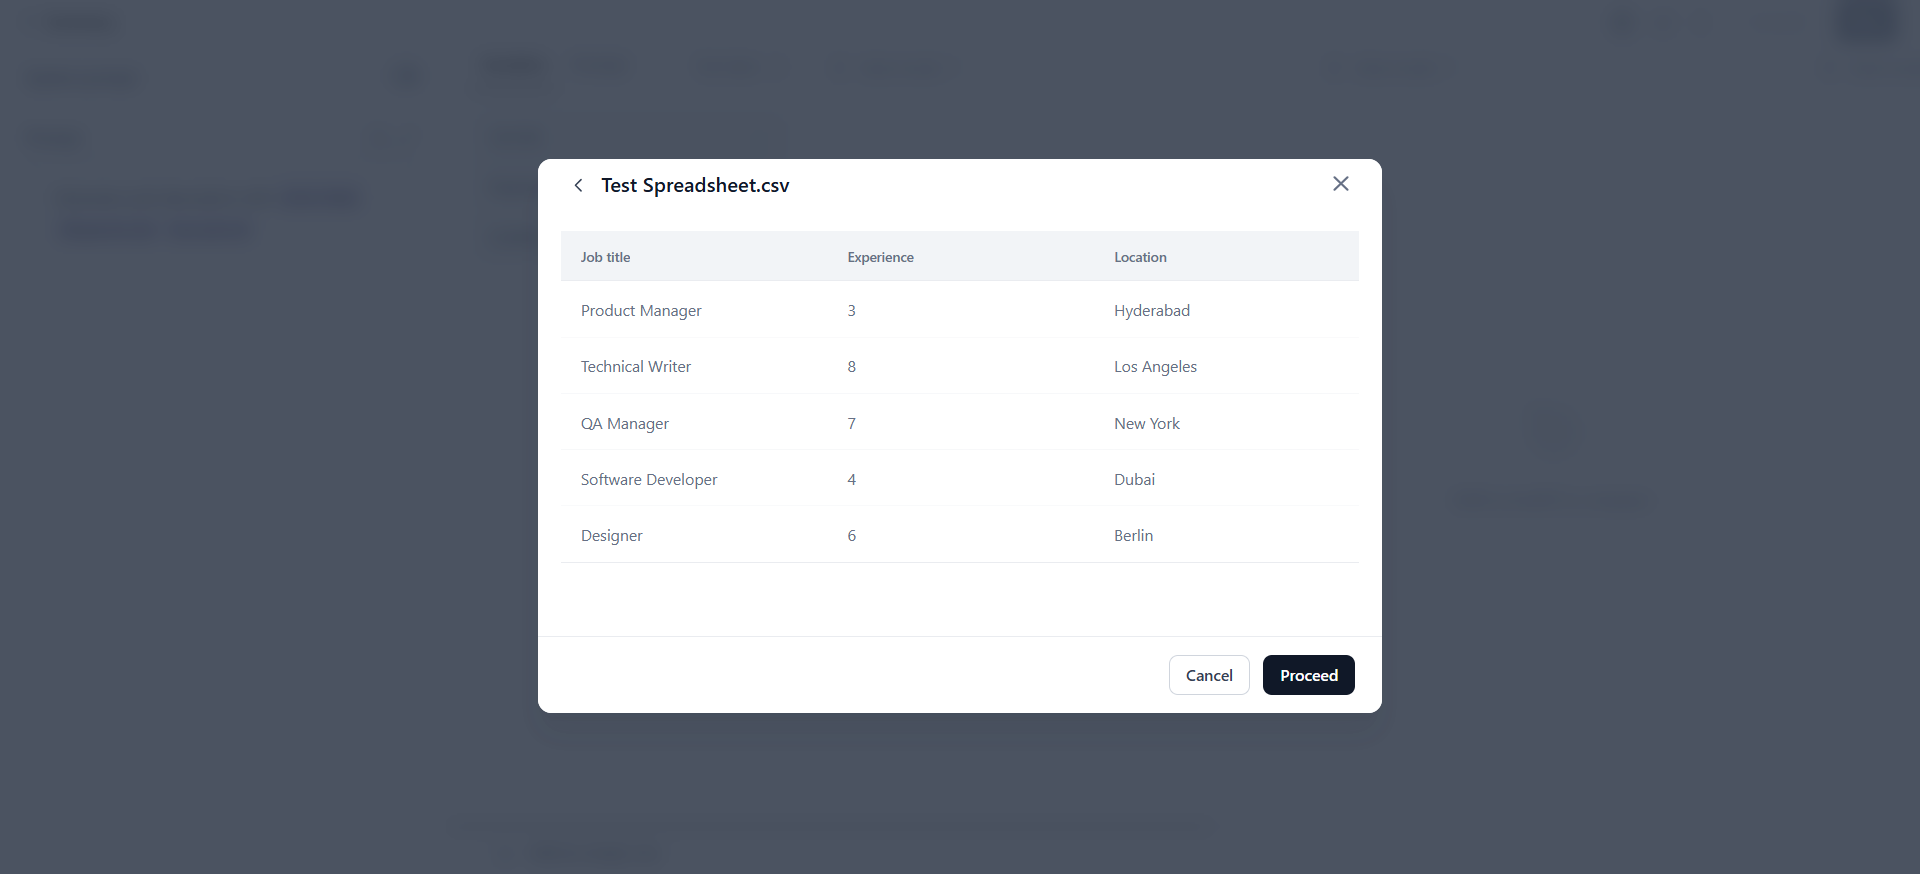 Test Spreadsheet.csv
Job title Experience Location
Product Manager 3 Hyderabad
Technical Writer 8 Los Angeles
QA Manager 7 New York
Software Developer 4 Dubai
Designer 6 Berlin
Cancel Proceed